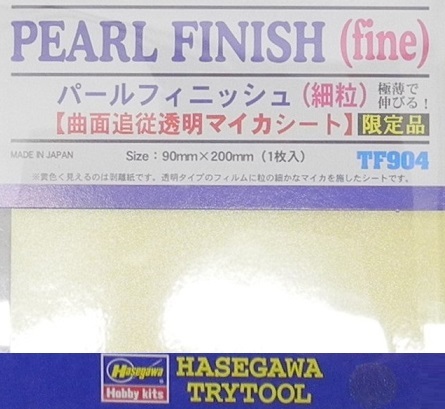 PEARL FINISH (fine)
パールフィニッシュ(細粒) 極薄で伸びる!
【曲面追従透明マイカシート】限定品
MADE IN JAPAN Size:90mm×200mm(1枚入) TF904
※黄色く見えるのは剥離紙です。透明タイプのフィルムに粒の細かなマイカを施したシートです。
Hasegawa
Hobby kits
HASEGAWA
TRYTOOL